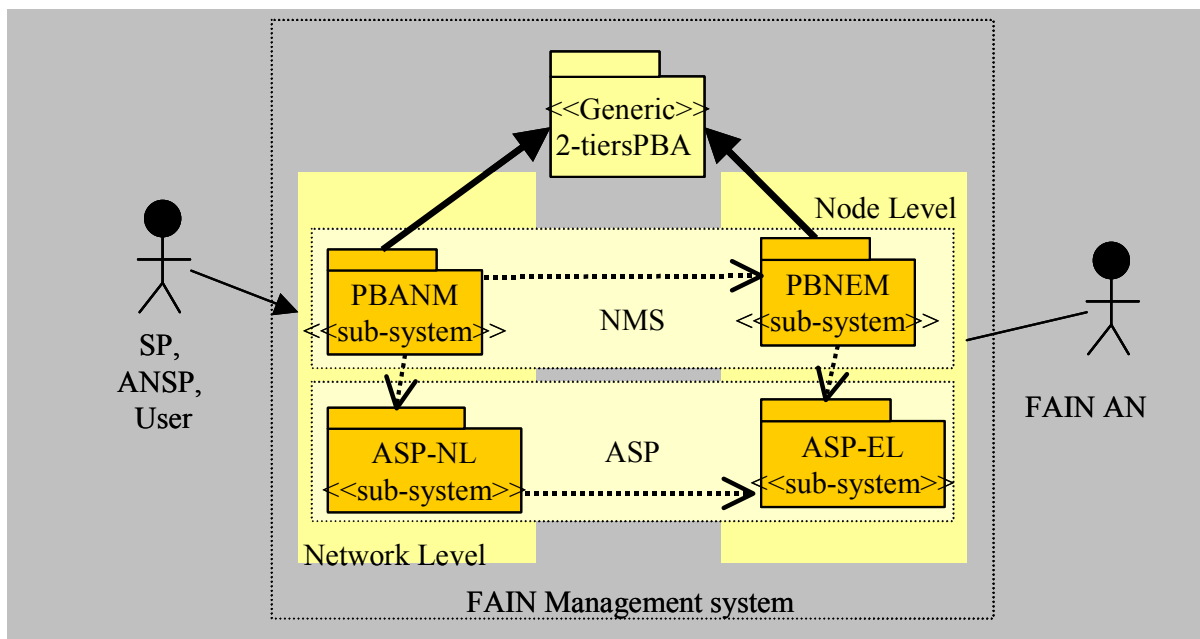 <<Generic>>
2-tiersPBA
Node Level
PBANM
<<sub-system>>
NMS
PBNEM
<<sub-system>>
SP,
ANSP,
User
FAIN AN
ASP-NL
<<sub-system>>
ASP
ASP-EL
<<sub-system>>
Network Level
FAIN Management system